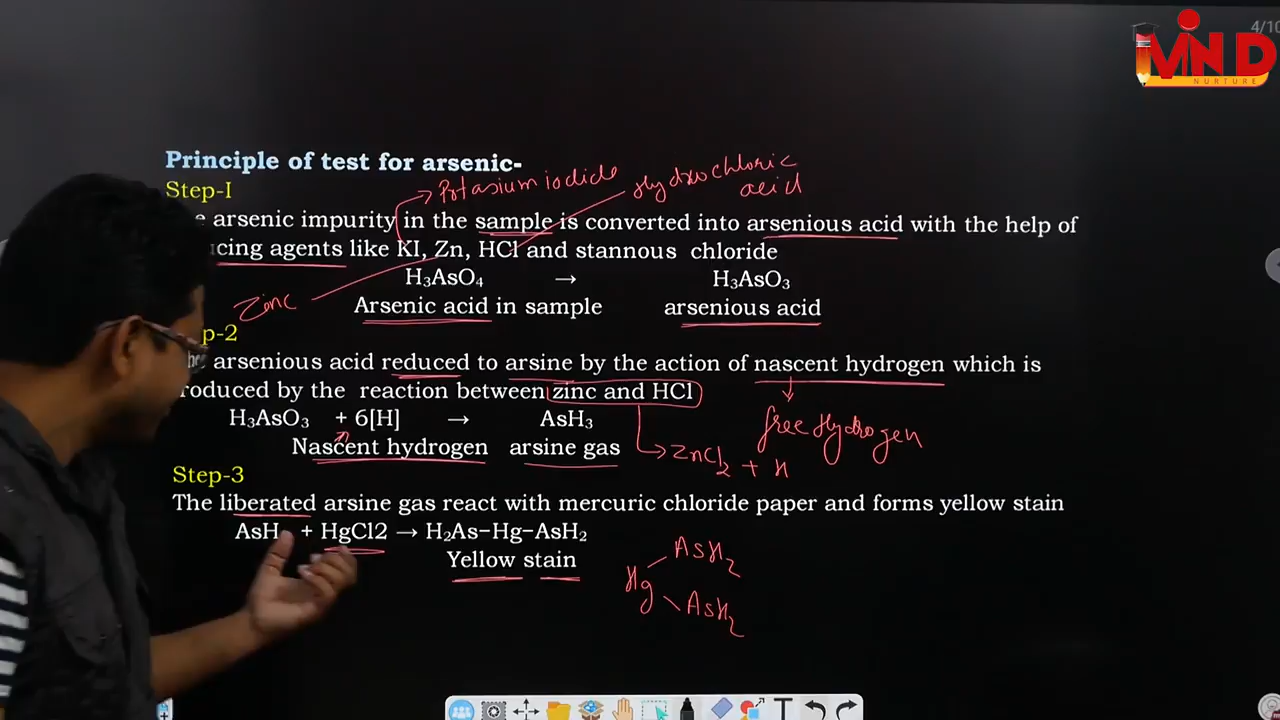 4/10
MIND
NURTURE
Principle of test for arsenic-
Potasium iodide
Hydrochloric acid
Step-I
arsenic impurity in the sample is converted into arsenious acid with the help of
agents like KI, Zn, HCl and stannous chloride
H₃AsO₄ → H₃AsO₃
Zinc
Arsenic acid in sample arsenious acid
arsenious acid reduced to arsine by the action of nascent hydrogen which is
by the reaction between zinc and HCl
H₃AsO₃ + 6[H] → AsH₃
free Hydrogen
Nascent hydrogen arsine gas
ZnCl₂ + H
Step-3
The liberated arsine gas react with mercuric chloride paper and forms yellow stain
+ HgCl2 → H₂As–Hg–AsH₂
Yellow stain
AsH₂
Hg
AsH₂
T